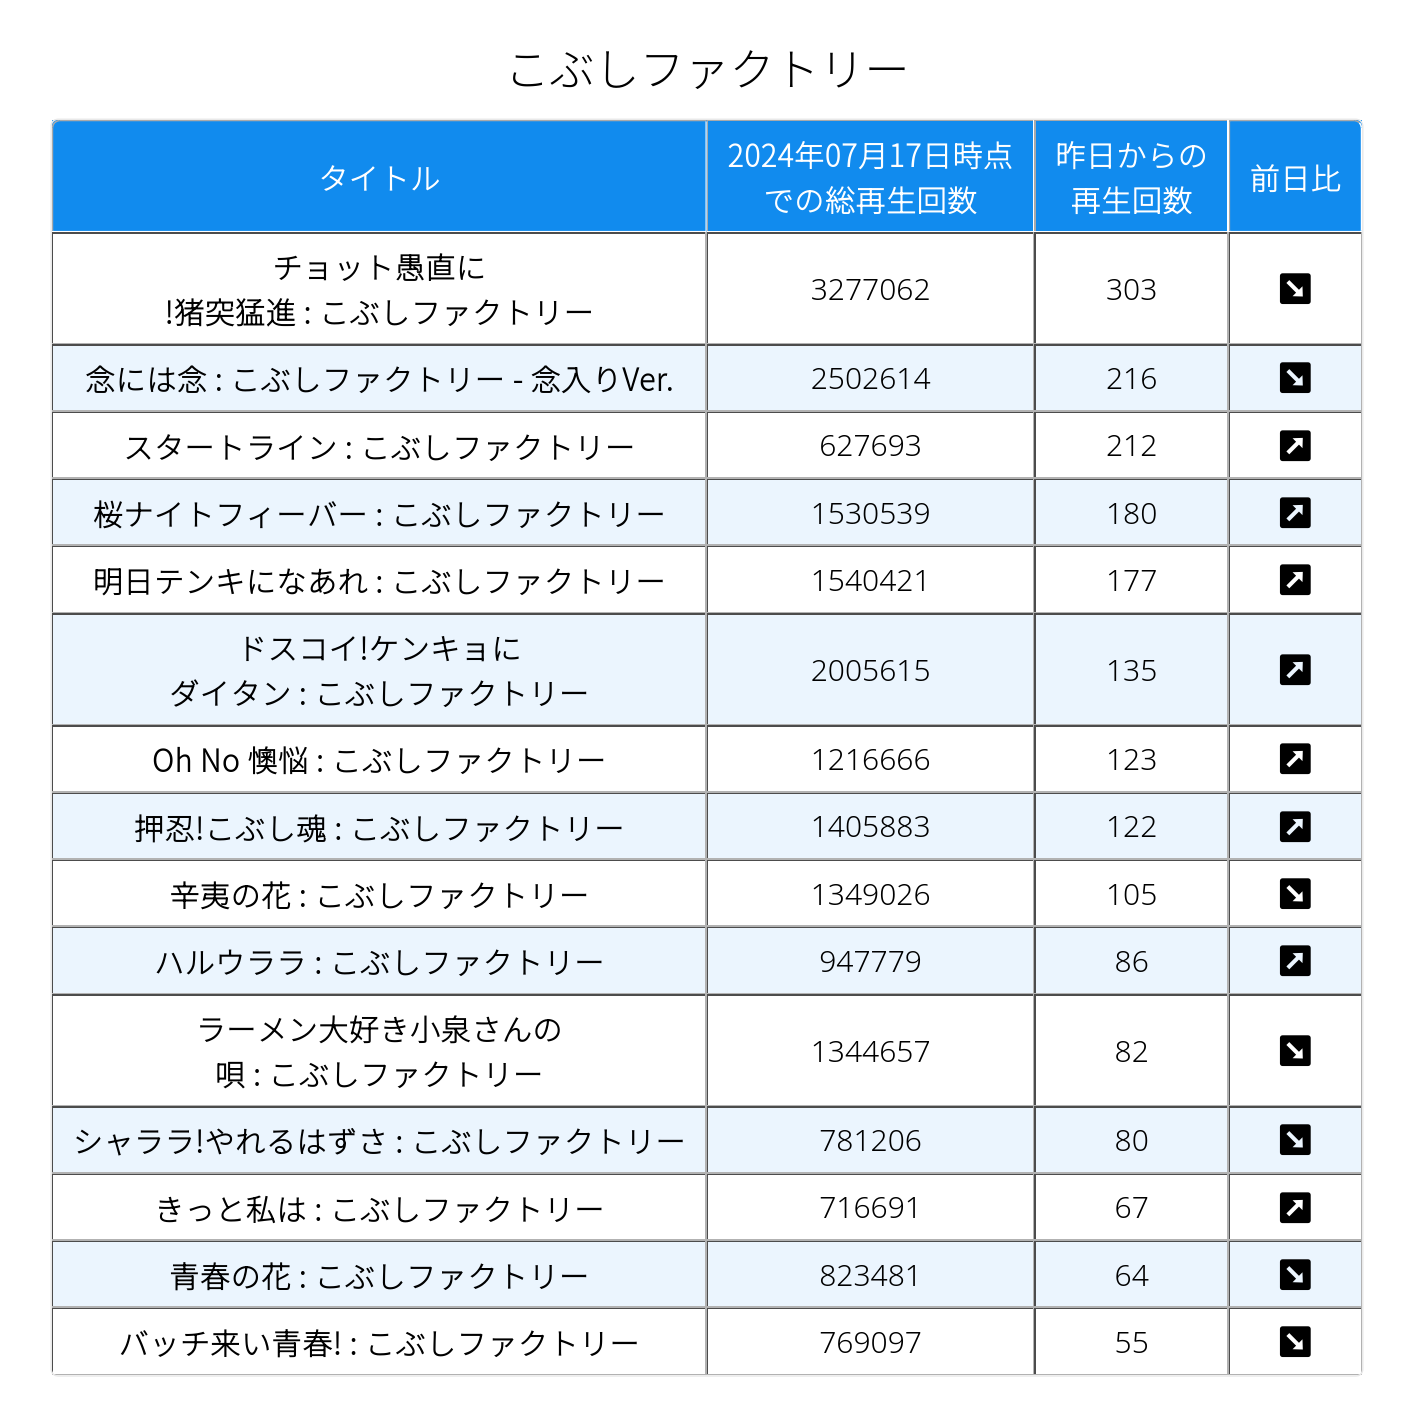 こぶしファクトリー
タイトル
2024年07月17日時点
での総再生回数
昨日からの
再生回数
前日比
チョット愚直に
!猪突猛進 : こぶしファクトリー
3277062
303
念には念 : こぶしファクトリー - 念入りVer.
2502614
216
スタートライン : こぶしファクトリー
627693
212
桜ナイトフィーバー : こぶしファクトリー
1530539
180
明日テンキになあれ : こぶしファクトリー
1540421
177
ドスコイ!ケンキョに
ダイタン : こぶしファクトリー
2005615
135
Oh No 懊悩 : こぶしファクトリー
1216666
123
押忍!こぶし魂 : こぶしファクトリー
1405883
122
辛夷の花 : こぶしファクトリー
1349026
105
ハルウララ : こぶしファクトリー
947779
86
ラーメン大好き小泉さんの
唄 : こぶしファクトリー
1344657
82
シャララ!やれるはずさ : こぶしファクトリー
781206
80
きっと私は : こぶしファクトリー
716691
67
青春の花 : こぶしファクトリー
823481
64
バッチ来い青春! : こぶしファクトリー
769097
55